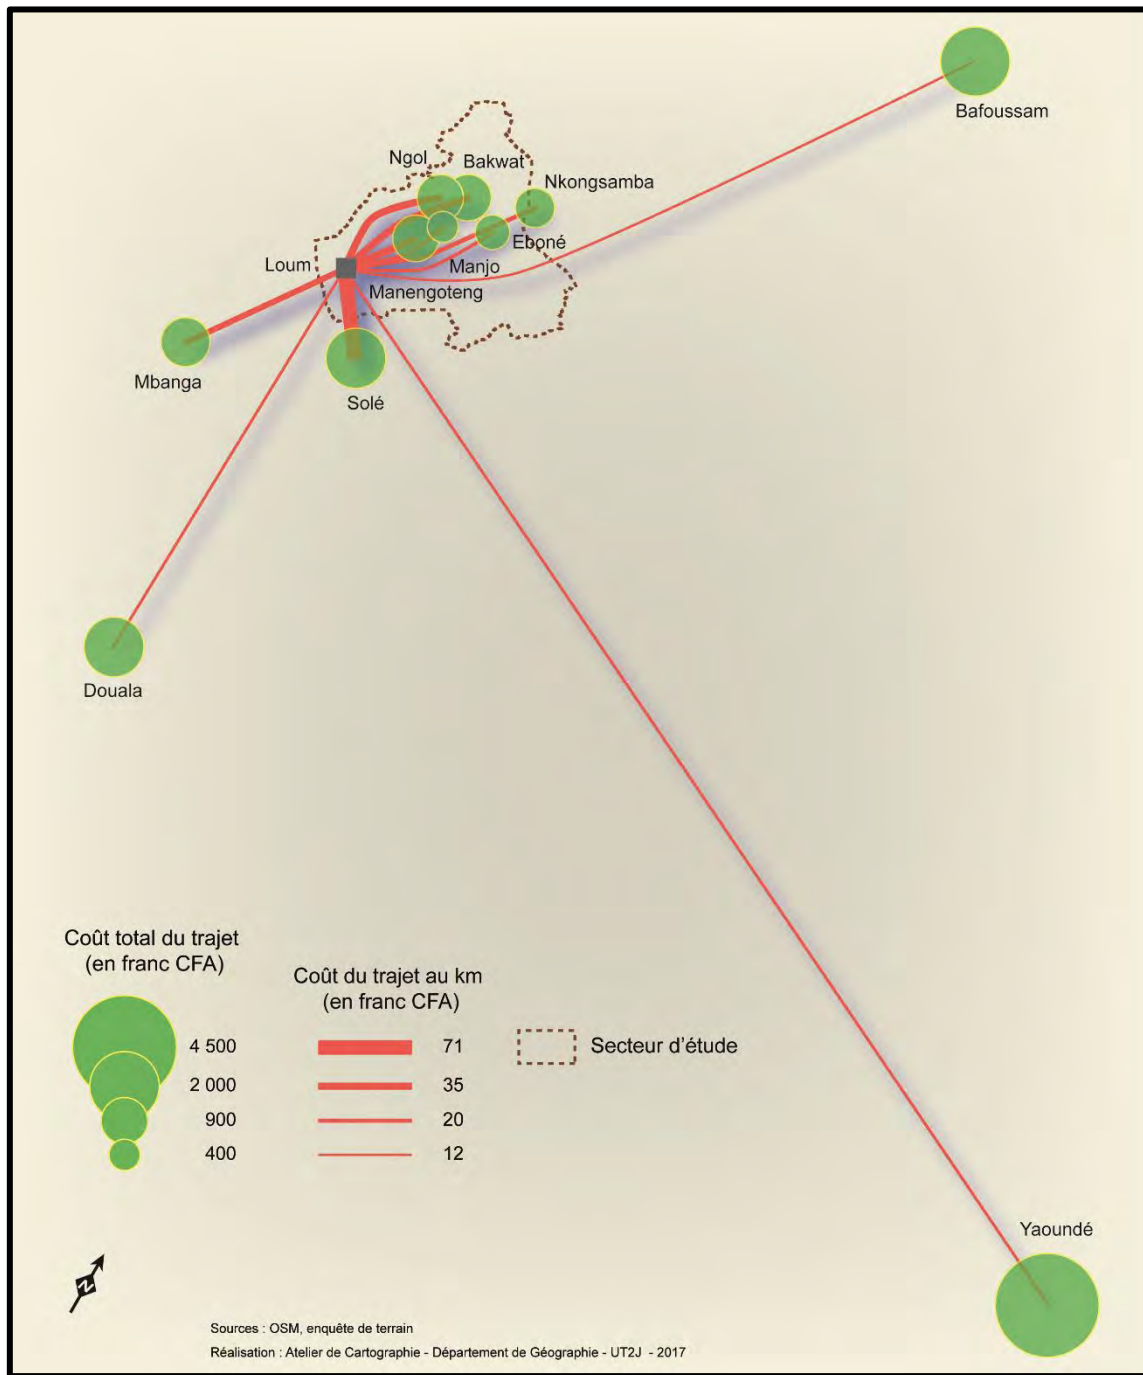 Bafoussam
Ngol
Bakwat
Nkongsamba
Eboné
Loum
Manjo
Manengoteng
Mbanga
Solé
Douala
Coût total du trajet
(en franc CFA)
4 500
2 000
900
400
Coût du trajet au km
(en franc CFA)
71
35
20
12
Secteur d'étude
Yaoundé
N
Sources : OSM, enquête de terrain
Réalisation : Atelier de Cartographie - Département de Géographie - UT2J - 2017